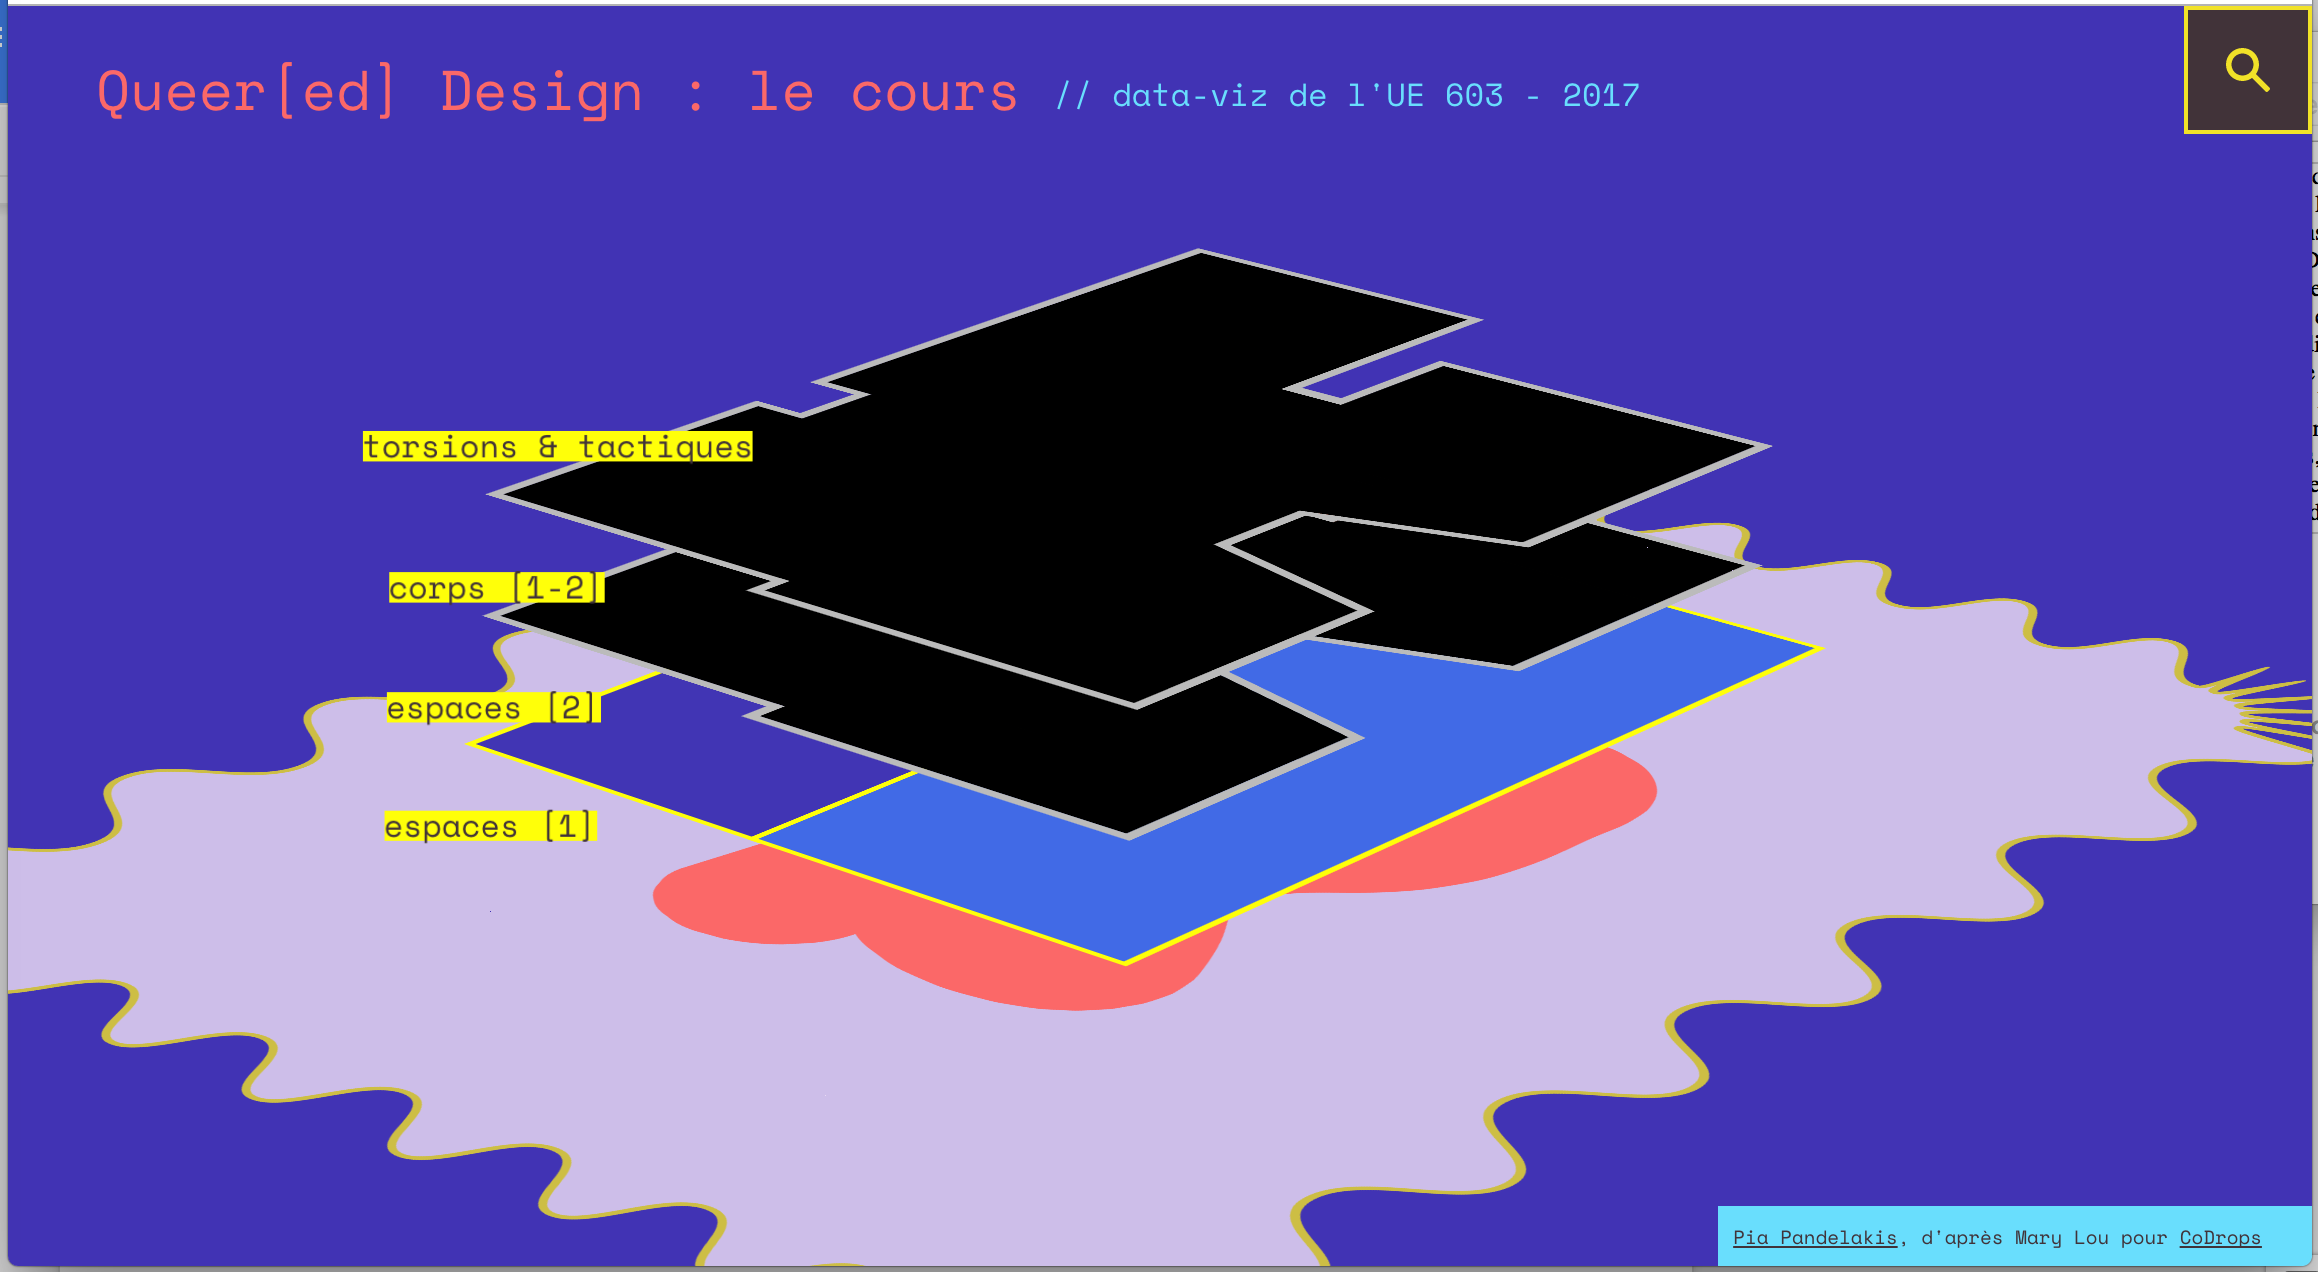 Queer[ed] Design : le cours // data-viz de l'UE 603 - 2017
torsions & tactiques
corps [1-2]
espaces [2]
espaces [1]
Pia Pandelakis, d'après Mary Lou pour CoDrops